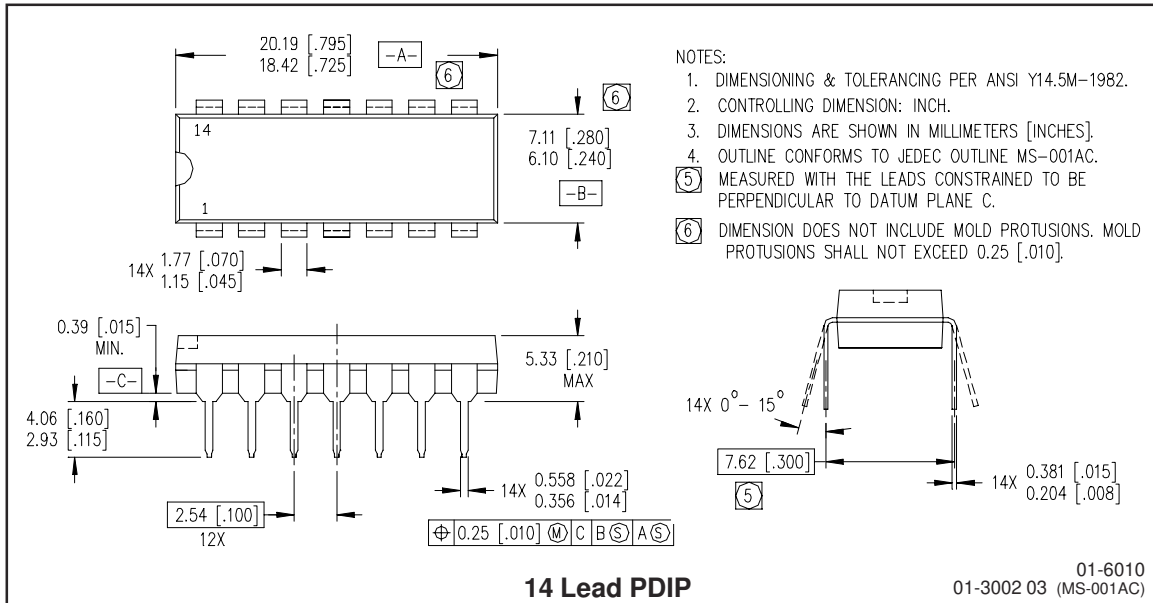 20.19 [.795]
18.42 [.725]
-A-
6
6
14
1
7.11 [.280]
6.10 [.240]
-B-
14X 1.77 [.070]
1.15 [.045]
NOTES:
1. DIMENSIONING & TOLERANCING PER ANSI Y14.5M-1982.
2. CONTROLLING DIMENSION: INCH.
3. DIMENSIONS ARE SHOWN IN MILLIMETERS [INCHES].
4. OUTLINE CONFORMS TO JEDEC OUTLINE MS-001AC.
5 MEASURED WITH THE LEADS CONSTRAINED TO BE
PERPENDICULAR TO DATUM PLANE C.
6 DIMENSION DOES NOT INCLUDE MOLD PROTUSIONS. MOLD
PROTUSIONS SHALL NOT EXCEED 0.25 [.010].
0.39 [.015]
MIN.
-C-
4.06 [.160]
2.93 [.115]
5.33 [.210]
MAX
2.54 [.100]
12X
14X 0.558 [.022]
0.356 [.014]
⌖ 0.25 [.010] Ⓜ C B Ⓢ A Ⓢ
14X 0°- 15°
7.62 [.300]
5
14X 0.381 [.015]
0.204 [.008]
14 Lead PDIP
01-6010
01-3002 03 (MS-001AC)